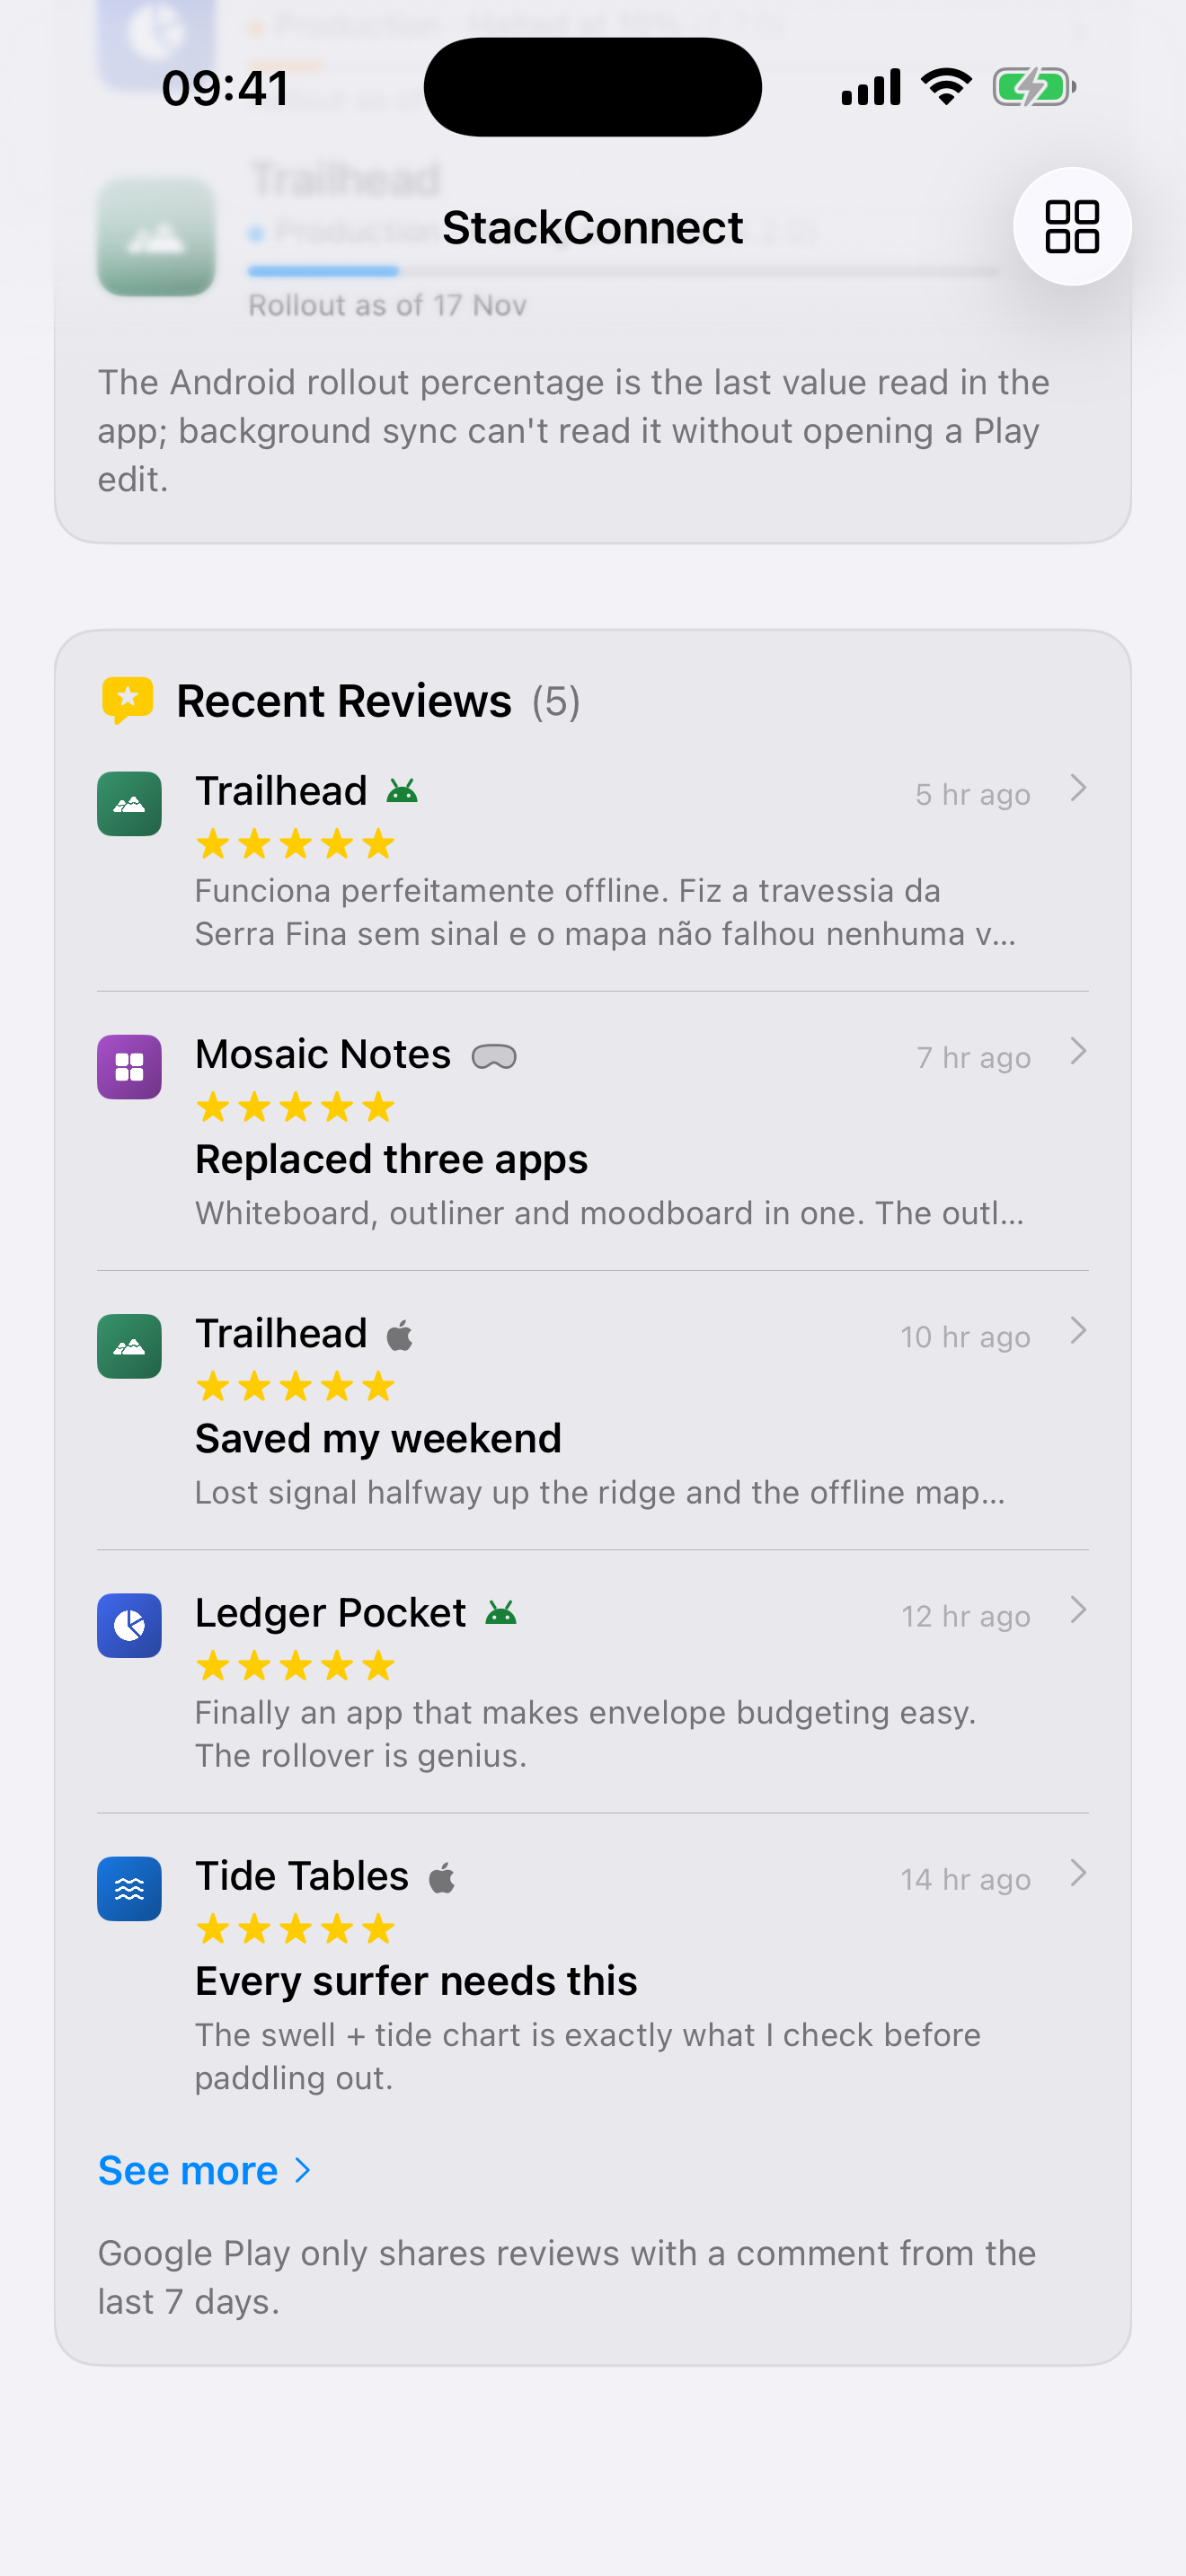 09:41
Trailhead
StackConnect
Production
Rollout as of 17 Nov
The Android rollout percentage is the last value read in the
app; background sync can't read it without opening a Play
edit.
Recent Reviews (5)
Trailhead
5 hr ago
Funciona perfeitamente offline. Fiz a travessia da
Serra Fina sem sinal e o mapa não falhou nenhuma v...
Mosaic Notes
7 hr ago
Replaced three apps
Whiteboard, outliner and moodboard in one. The outl...
Trailhead
10 hr ago
Saved my weekend
Lost signal halfway up the ridge and the offline map...
Ledger Pocket
12 hr ago
Finally an app that makes envelope budgeting easy.
The rollover is genius.
Tide Tables
14 hr ago
Every surfer needs this
The swell + tide chart is exactly what I check before
paddling out.
See more
Google Play only shares reviews with a comment from the
last 7 days.